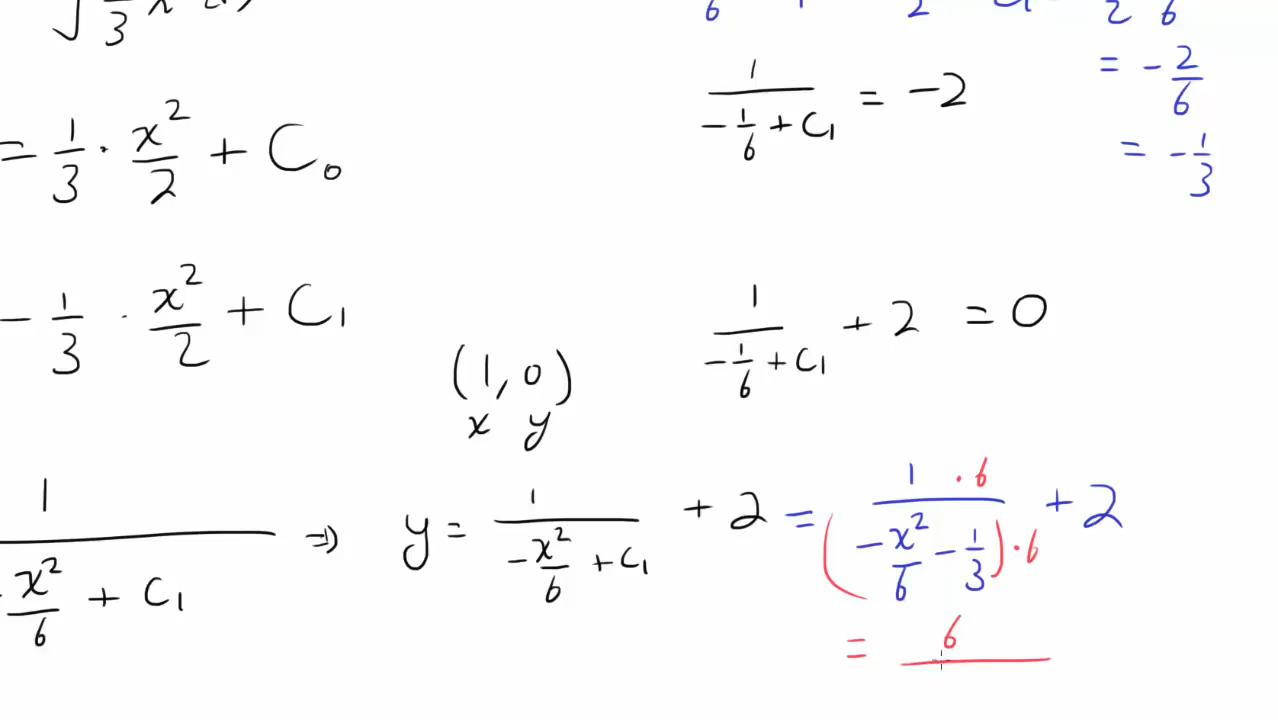 = 1/3 · x²/2 + C₀
- 1/3 · x²/2 + C₁
1/(x²/6 + C₁) ⇒
(1, 0)
x y
y = 1/(-x²/6 + C₁) + 2 = (1 · 6)/((-x²/6 - 1/3) · 6) + 2
= 6/
1/(-1/6 + C₁) = -2
1/(-1/6 + C₁) + 2 = 0
= -2/6
= -1/3